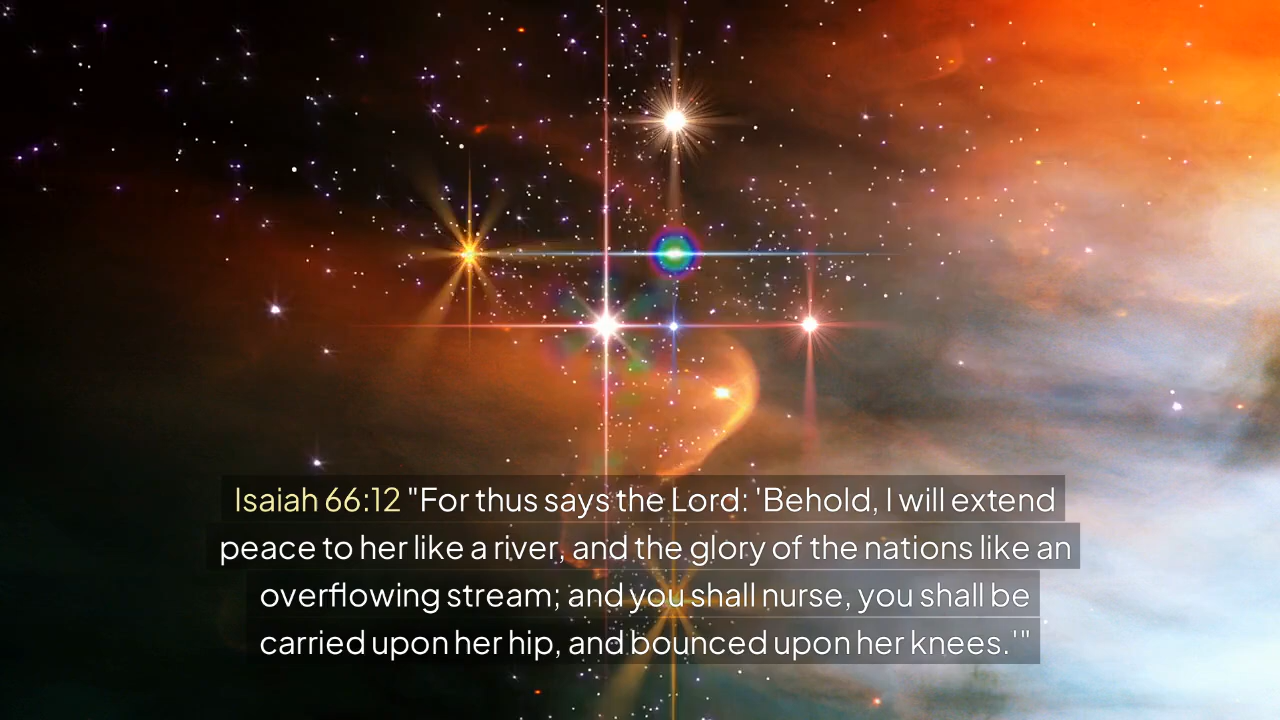 Isaiah 66:12 "For thus says the Lord: 'Behold, I will extend
peace to her like a river, and the glory of the nations like an
overflowing stream; and you shall nurse, you shall be
carried upon her hip, and bounced upon her knees.'"